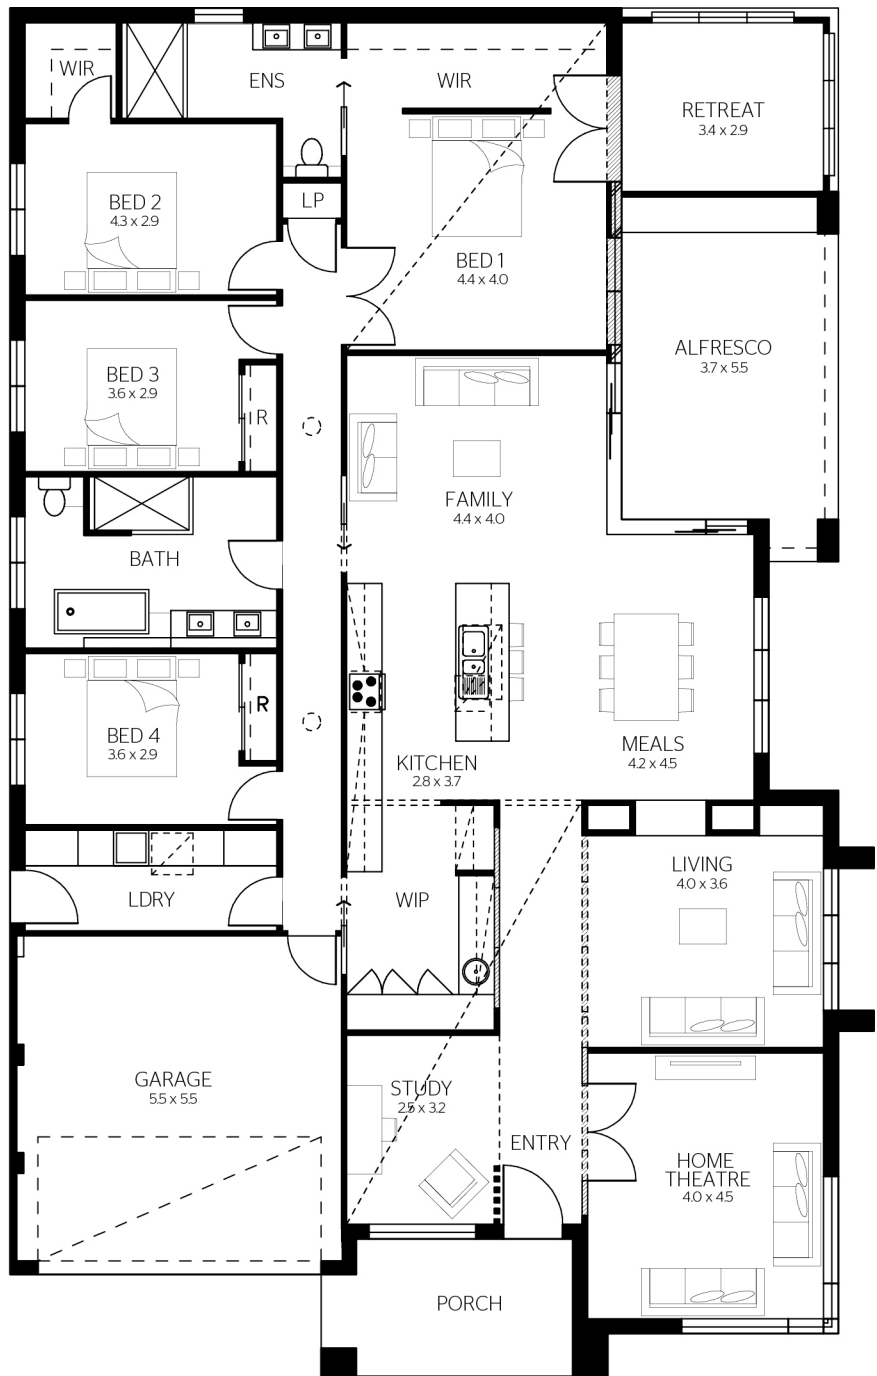 WIR
ENS
WIR
RETREAT
3.4 x 2.9
BED 2
4.3 x 2.9
LP
BED 1
4.4 x 4.0
ALFRESCO
3.7 x 5.5
BED 3
3.6 x 2.9
R
FAMILY
4.4 x 4.0
BATH
BED 4
3.6 x 2.9
R
KITCHEN
2.8 x 3.7
MEALS
4.2 x 4.5
LIVING
4.0 x 3.6
LDRY
WIP
GARAGE
5.5 x 5.5
STUDY
2.5 x 3.2
ENTRY
HOME
THEATRE
4.0 x 4.5
PORCH